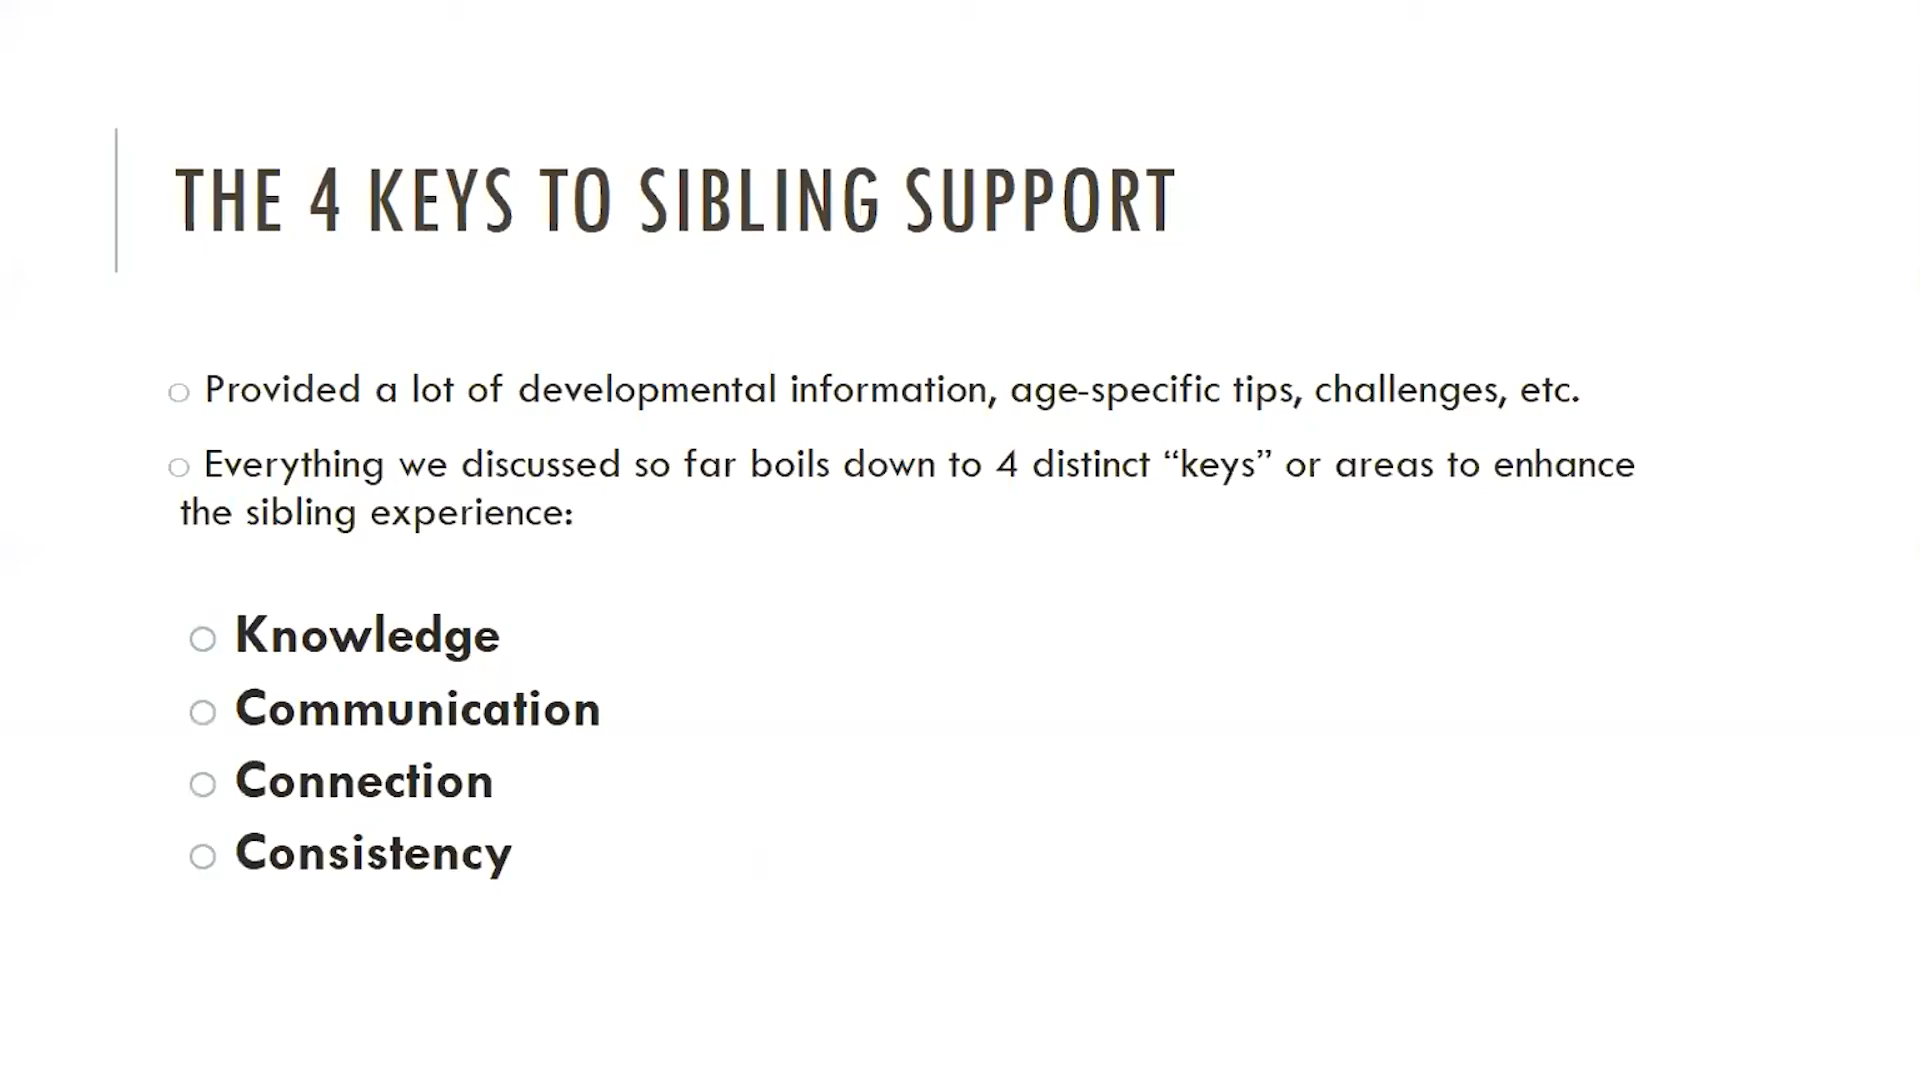 THE 4 KEYS TO SIBLING SUPPORT
Provided a lot of developmental information, age-specific tips, challenges, etc.
Everything we discussed so far boils down to 4 distinct “keys” or areas to enhance
the sibling experience:
Knowledge
Communication
Connection
Consistency